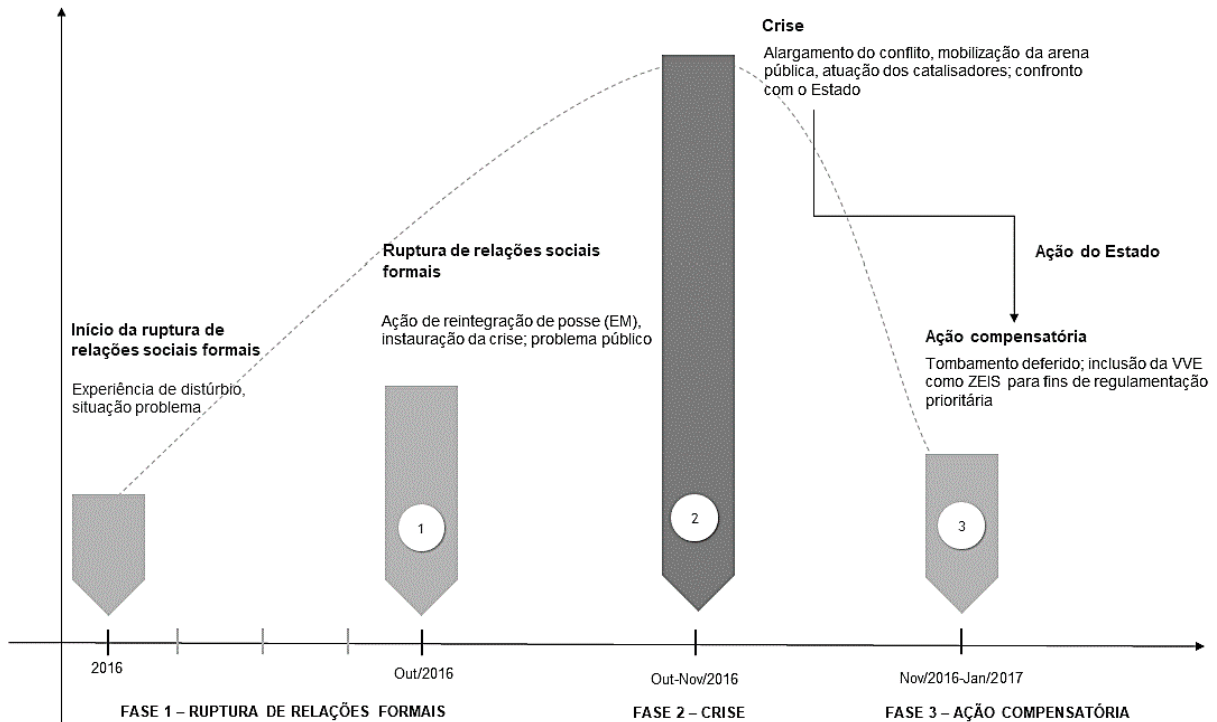 Crise
Alargamento do conflito, mobilização da arena
pública, atuação dos catalisadores; confronto
com o Estado
Ruptura de relações sociais
formais
Ação do Estado
Início da ruptura de
relações sociais formais
Ação de reintegração de posse (EM),
instauração da crise; problema público
Ação compensatória
Tombamento deferido; inclusão da VVE
como ZEIS para fins de regulamentação
prioritária
Experiência de distúrbio,
situação problema
1
2
3
2016
Out/2016
Out-Nov/2016
Nov/2016-Jan/2017
FASE 1 – RUPTURA DE RELAÇÕES FORMAIS
FASE 2 – CRISE
FASE 3 – AÇÃO COMPENSATÓRIA